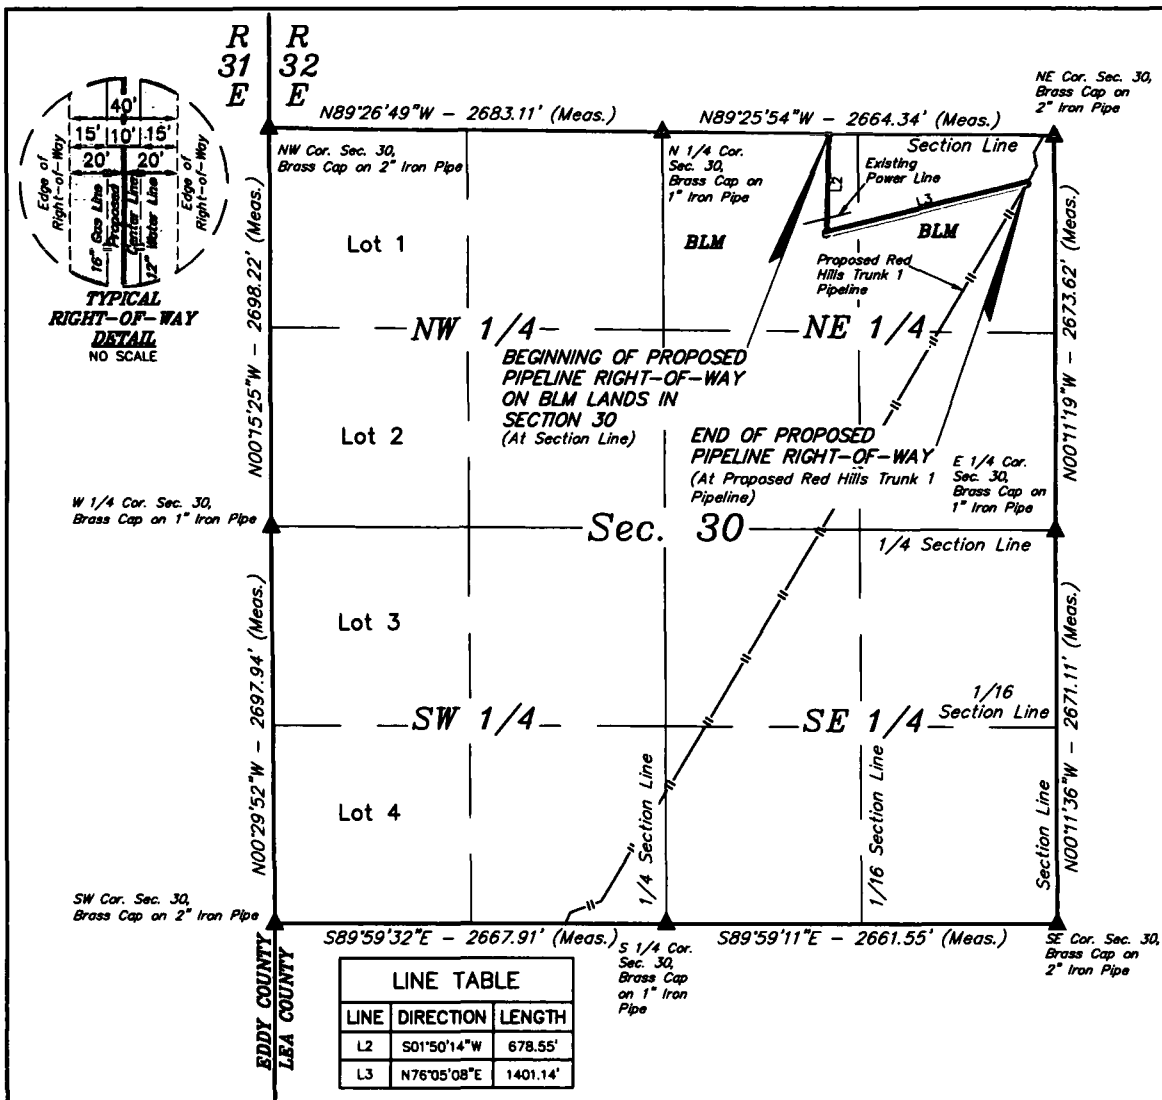 R R
31 32
E E
NE Cor. Sec. 30,
Brass Cap on
2" Iron Pipe
N89°26'49"W - 2683.11' (Meas.)
N89°25'54"W - 2664.34' (Meas.)
Section Line
NW Cor. Sec. 30,
Brass Cap on 2" Iron Pipe
N 1/4 Cor.
Sec. 30,
Brass Cap on
1" Iron Pipe
Existing
Power Line
L2
L3
40'
15' 10' 15'
20' 20'
Edge of
Right-of-Way
16" Gas Line
Proposed
Center Line
12" Water Line
Edge of
Right-of-Way
TYPICAL
RIGHT-OF-WAY
DETAIL
NO SCALE
N00°15'25"W - 2698.22' (Meas.)
Lot 1
BLM
BLM
Proposed Red
Hills Trunk 1
Pipeline
N00°11'19"W - 2673.62' (Meas.)
NW 1/4
NE 1/4
BEGINNING OF PROPOSED
PIPELINE RIGHT-OF-WAY
ON BLM LANDS IN
SECTION 30
(At Section Line)
Lot 2
END OF PROPOSED
PIPELINE RIGHT-OF-WAY
(At Proposed Red Hills Trunk 1
Pipeline)
E 1/4 Cor.
Sec. 30,
Brass Cap on
1" Iron Pipe
W 1/4 Cor. Sec. 30,
Brass Cap on 1" Iron Pipe
Sec. 30
1/4 Section Line
N00°29'52"W - 2697.94' (Meas.)
Lot 3
N00°11'36"W - 2671.11' (Meas.)
1/16
Section Line
SW 1/4
SE 1/4
Lot 4
1/4 Section Line
1/16 Section Line
Section Line
SW Cor. Sec. 30,
Brass Cap on 2" Iron Pipe
S89°59'32"E - 2667.91' (Meas.)
S89°59'11"E - 2661.55' (Meas.)
S 1/4 Cor.
Sec. 30,
Brass Cap
on 1" Iron
Pipe
SE Cor. Sec. 30,
Brass Cap on
2" Iron Pipe
EDDY COUNTY
LEA COUNTY
LINE TABLE
LINE DIRECTION LENGTH
L2 S01°50'14"W 678.55'
L3 N76°05'08"E 1401.14'